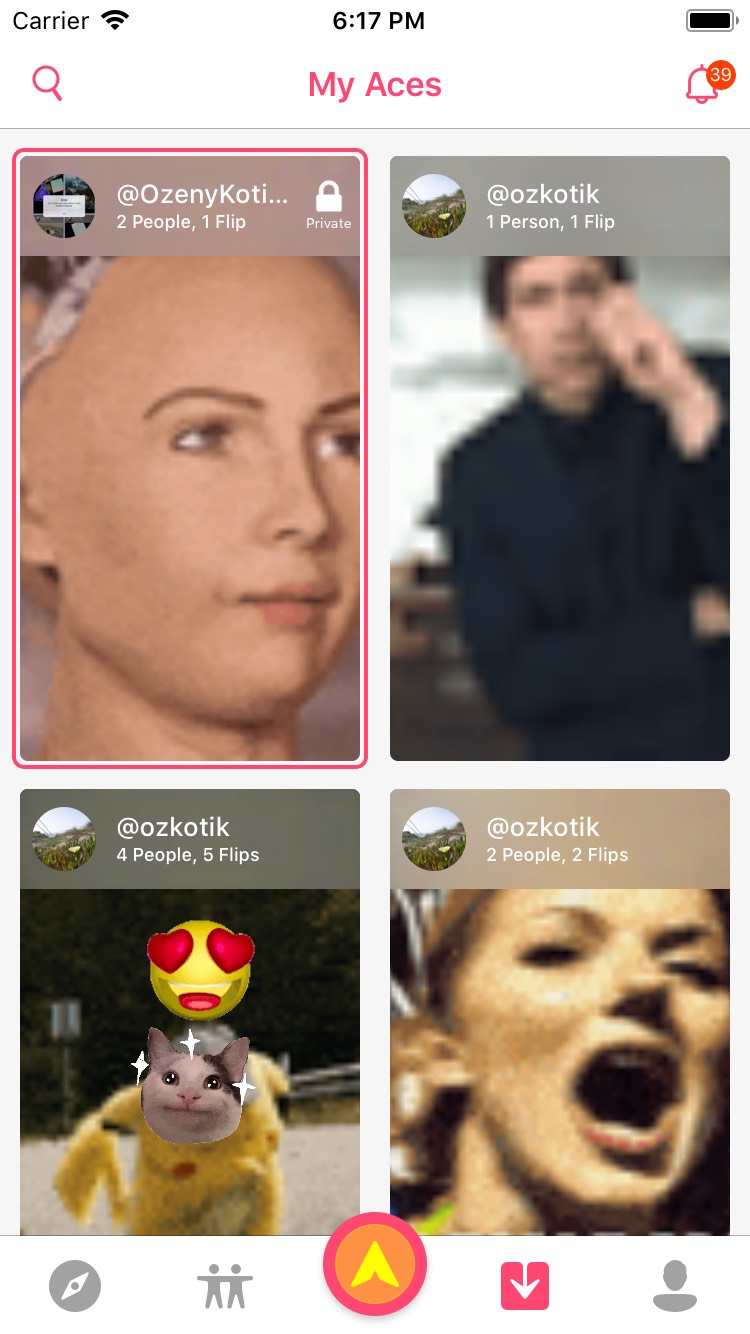 Carrier
6:17 PM
My Aces
39
@OzenyKoti...
2 People, 1 Flip
Private
@ozkotik
1 Person, 1 Flip
@ozkotik
4 People, 5 Flips
@ozkotik
2 People, 2 Flips